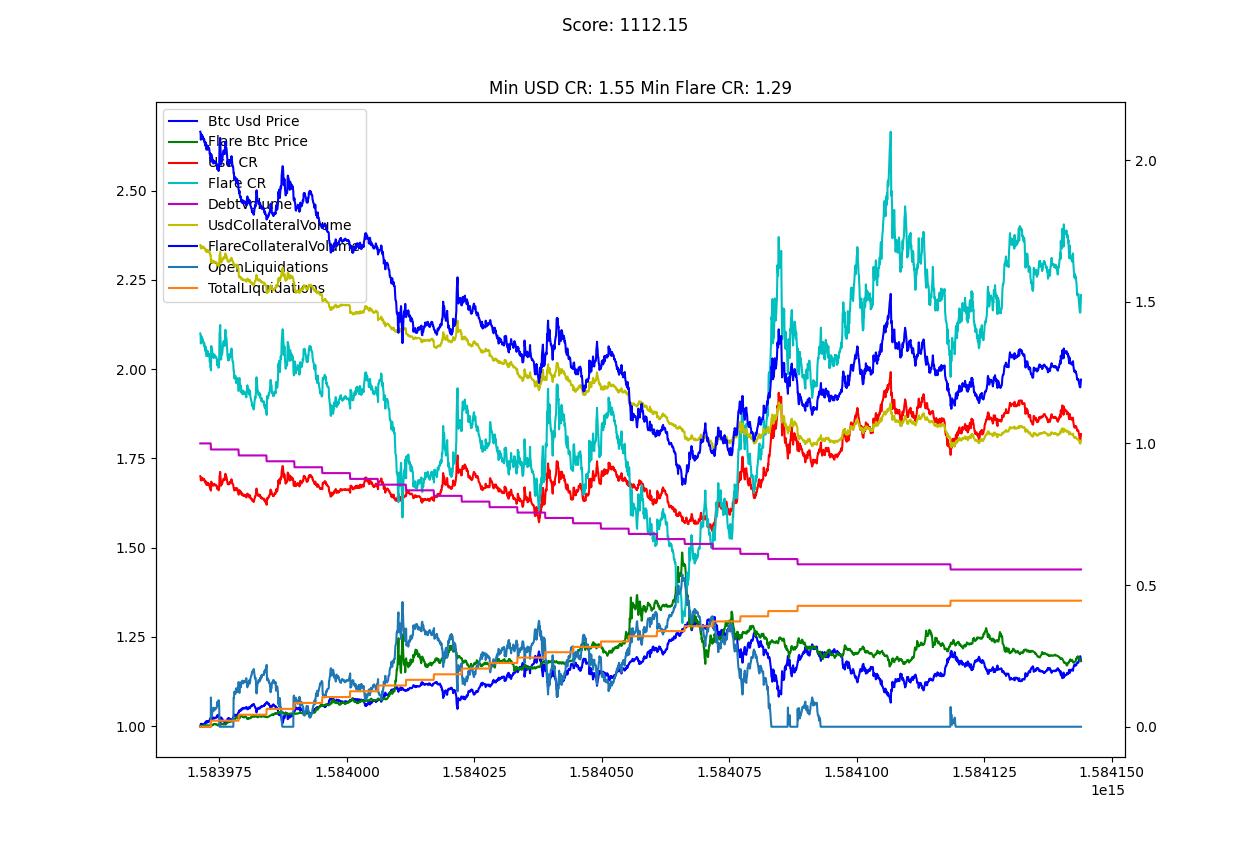 Score: 1112.15
Min USD CR: 1.55 Min Flare CR: 1.29
Btc Usd Price
Flare Btc Price
Usd CR
Flare CR
DebtVolume
UsdCollateralVolume
FlareCollateralVolume
OpenLiquidations
TotalLiquidations
2.50
2.25
2.00
1.75
1.50
1.25
1.00
2.0
1.5
1.0
0.5
0.0
1.583975
1.584000
1.584025
1.584050
1.584075
1.584100
1.584125
1.584150
1e15